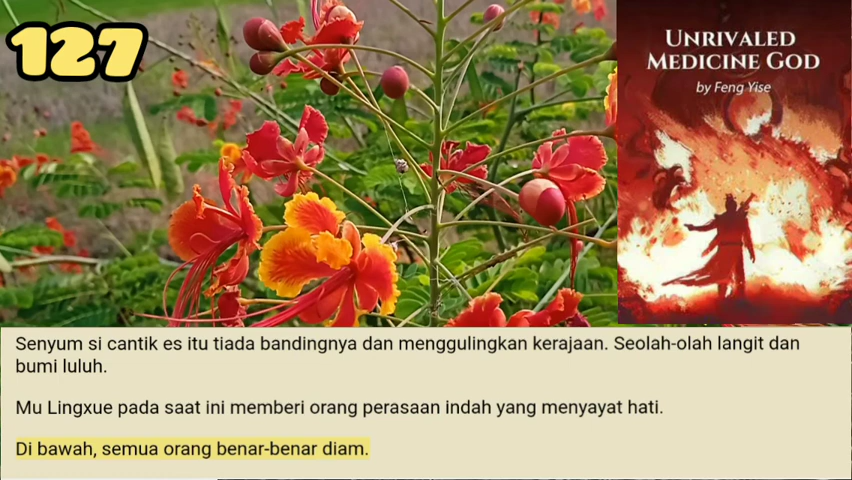 127
UNRIVALED
MEDICINE GOD
by Feng Yise
Senyum si cantik es itu tiada bandingnya dan menggulingkan kerajaan. Seolah-olah langit dan
bumi luluh.
Mu Lingxue pada saat ini memberi orang perasaan indah yang menyayat hati.
Di bawah, semua orang benar-benar diam.